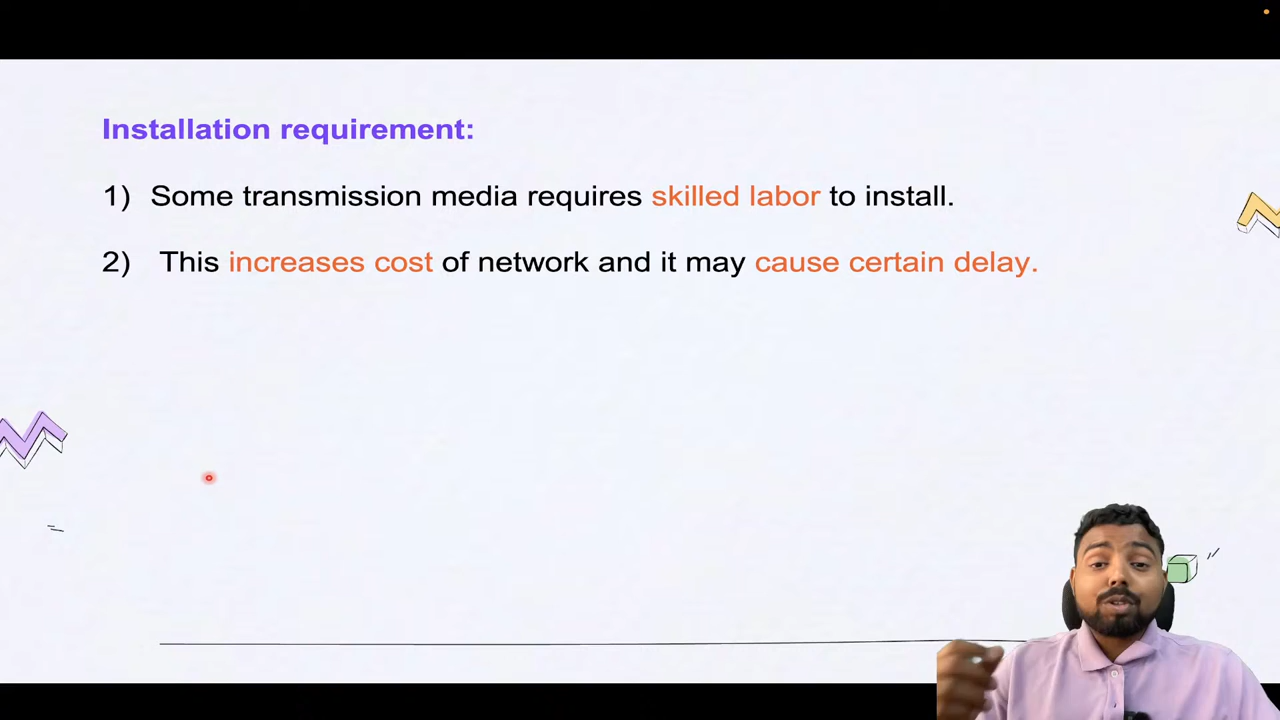 Installation requirement:
1) Some transmission media requires skilled labor to install.
2) This increases cost of network and it may cause certain delay.